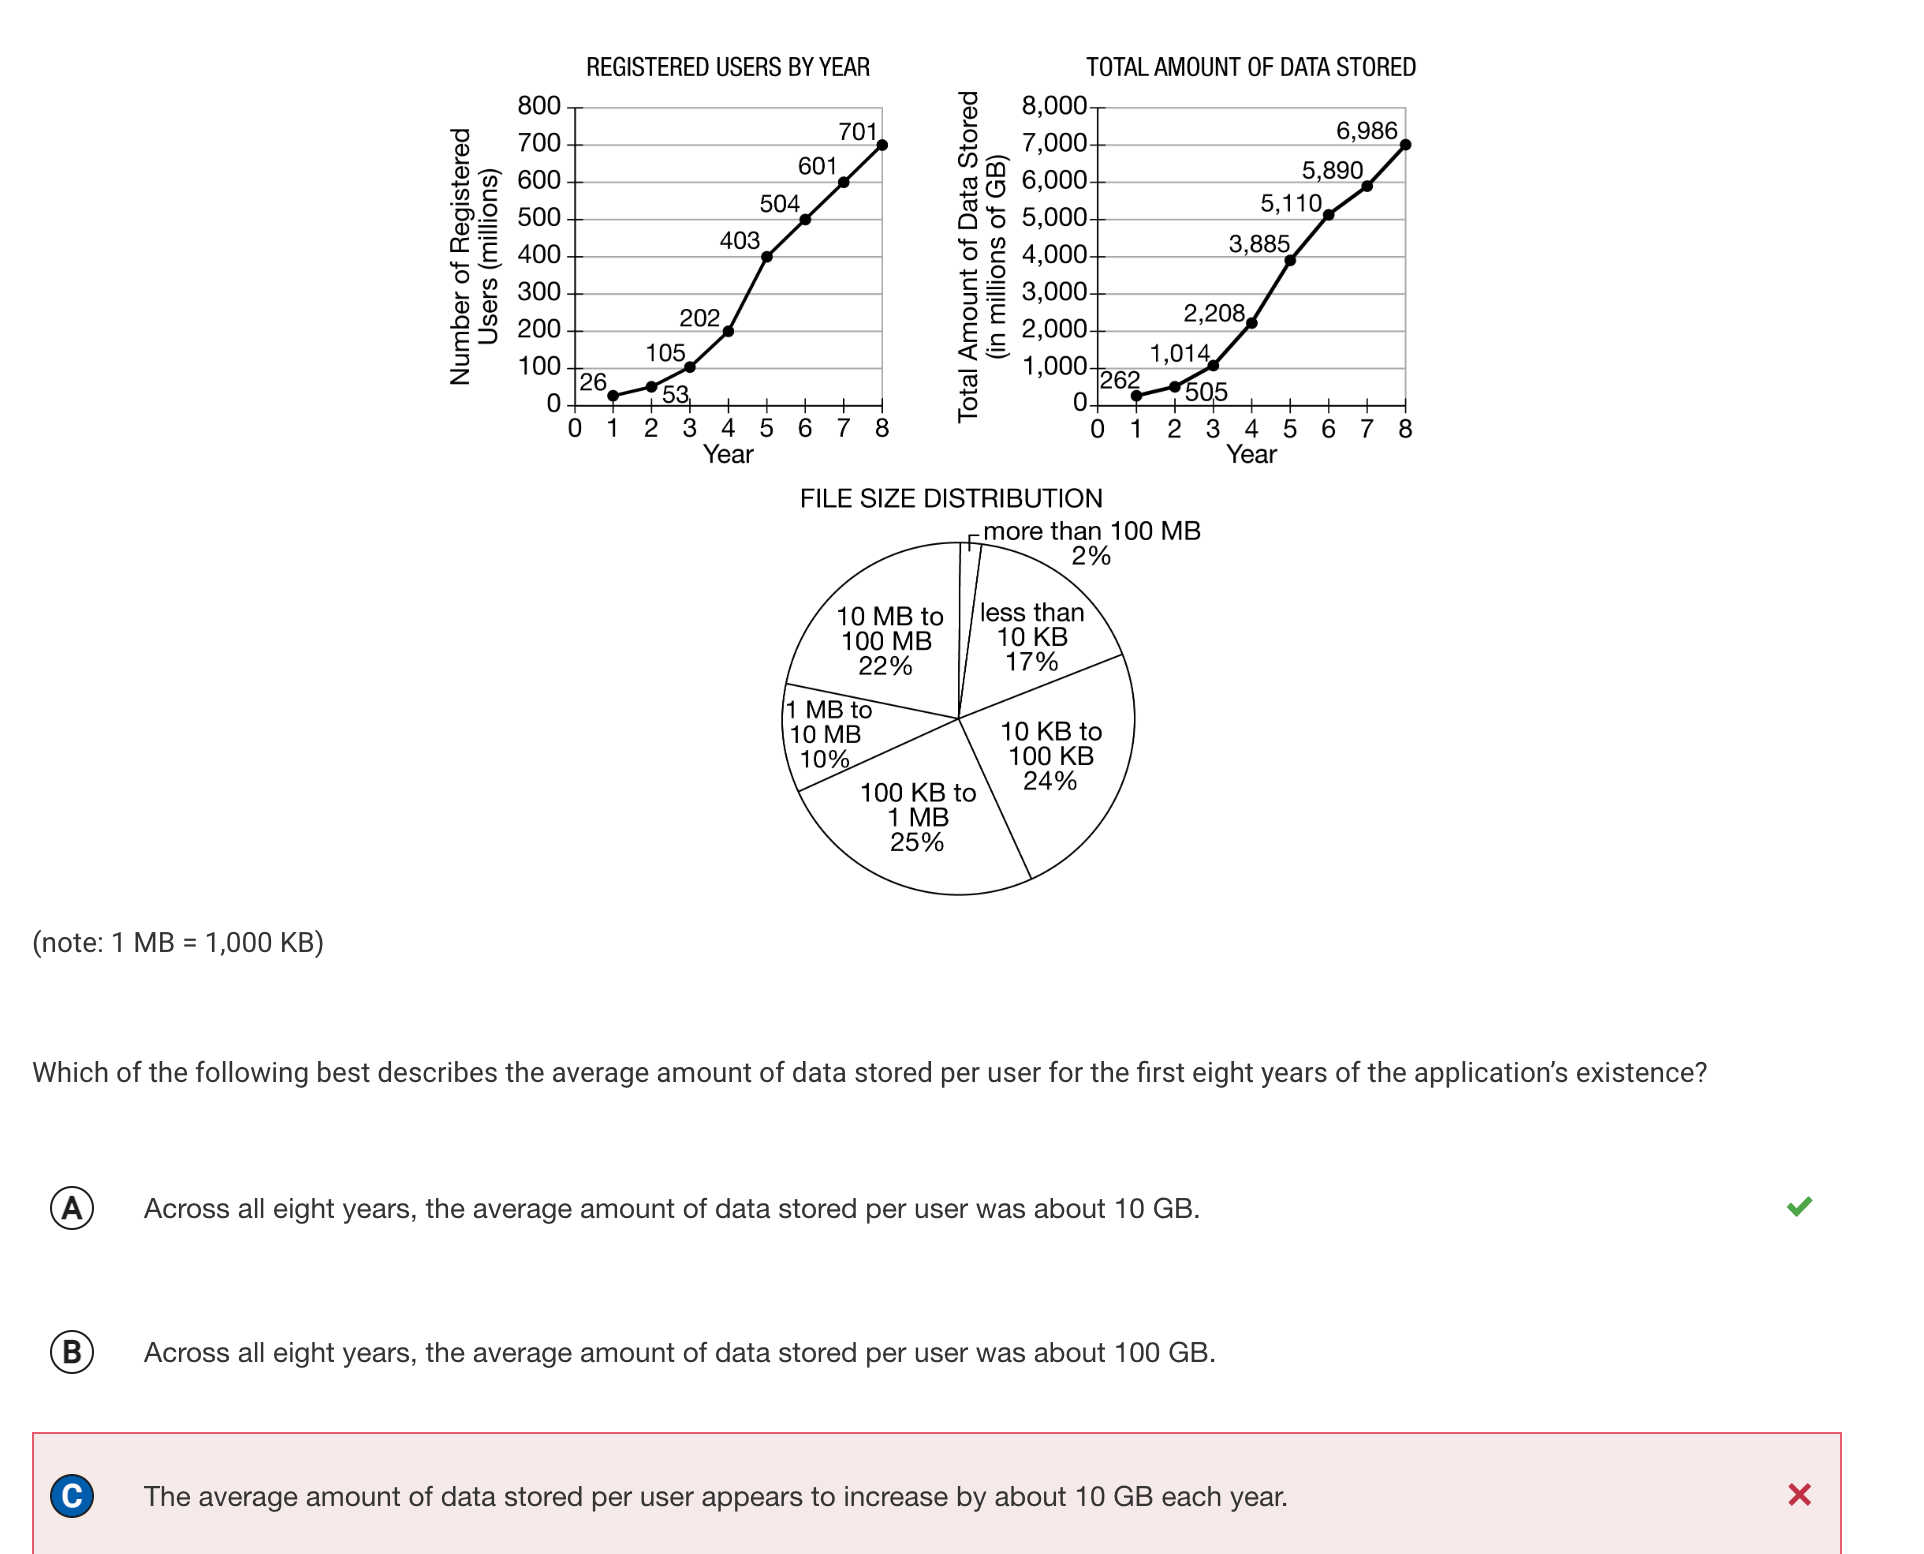 REGISTERED USERS BY YEAR
Number of Registered
Users (millions)
800
700
600
500
400
300
200
100
0
26
53
105
202
403
504
601
701
0 1 2 3 4 5 6 7 8
Year
TOTAL AMOUNT OF DATA STORED
Total Amount of Data Stored
(in millions of GB)
8,000
7,000
6,000
5,000
4,000
3,000
2,000
1,000
0
262
505
1,014
2,208
3,885
5,110
5,890
6,986
0 1 2 3 4 5 6 7 8
Year
FILE SIZE DISTRIBUTION
more than 100 MB
2%
less than
10 KB
17%
10 KB to
100 KB
24%
100 KB to
1 MB
25%
1 MB to
10 MB
10%
10 MB to
100 MB
22%
(note: 1 MB = 1,000 KB)
Which of the following best describes the average amount of data stored per user for the first eight years of the application’s existence?
A Across all eight years, the average amount of data stored per user was about 10 GB.
B Across all eight years, the average amount of data stored per user was about 100 GB.
C The average amount of data stored per user appears to increase by about 10 GB each year.